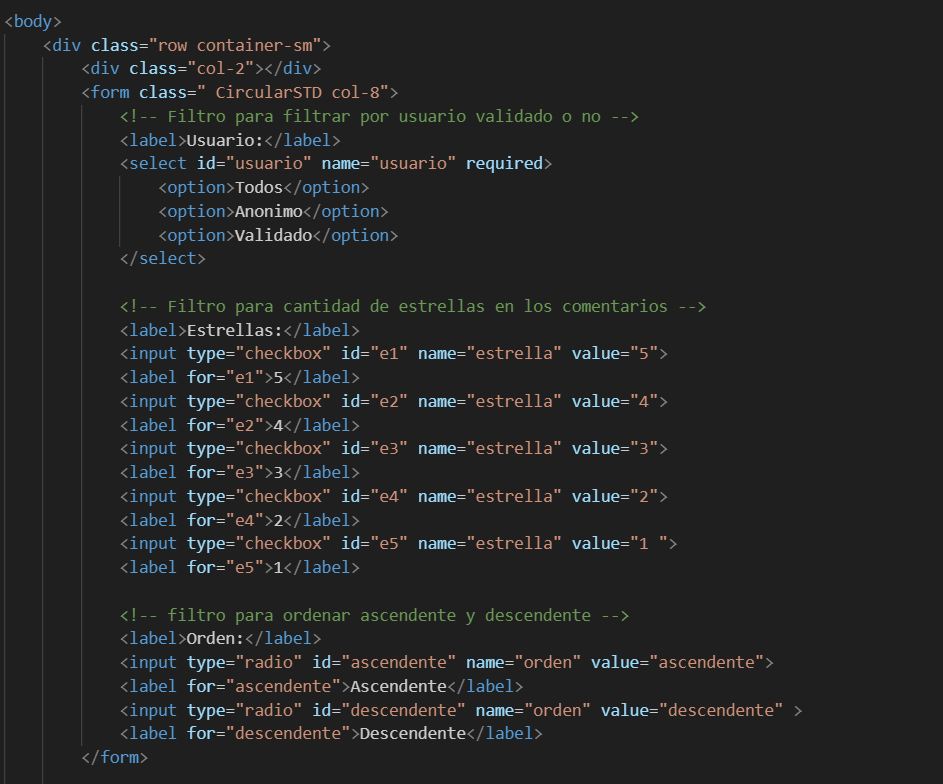 <body>
<div class="row container-sm">
<div class="col-2"></div>
<form class=" CircularSTD col-8">
<!-- Filtro para filtrar por usuario validado o no -->
<label>Usuario:</label>
<select id="usuario" name="usuario" required>
<option>Todos</option>
<option>Anonimo</option>
<option>Validado</option>
</select>
<!-- Filtro para cantidad de estrellas en los comentarios -->
<label>Estrellas:</label>
<input type="checkbox" id="e1" name="estrella" value="5">
<label for="e1">5</label>
<input type="checkbox" id="e2" name="estrella" value="4">
<label for="e2">4</label>
<input type="checkbox" id="e3" name="estrella" value="3">
<label for="e3">3</label>
<input type="checkbox" id="e4" name="estrella" value="2">
<label for="e4">2</label>
<input type="checkbox" id="e5" name="estrella" value="1 ">
<label for="e5">1</label>
<!-- filtro para ordenar ascendente y descendente -->
<label>Orden:</label>
<input type="radio" id="ascendente" name="orden" value="ascendente">
<label for="ascendente">Ascendente</label>
<input type="radio" id="descendente" name="orden" value="descendente" >
<label for="descendente">Descendente</label>
</form>